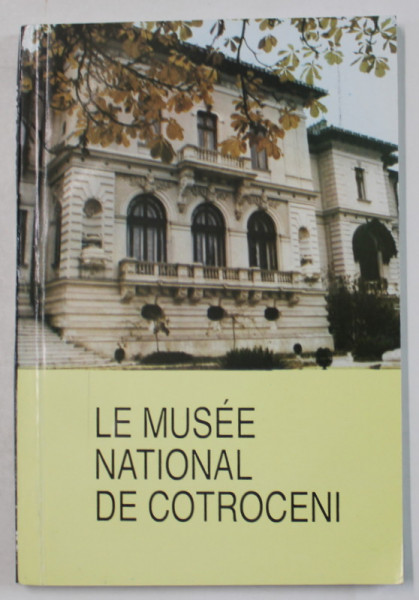 LE MUSÉE
NATIONAL
DE COTROCENI